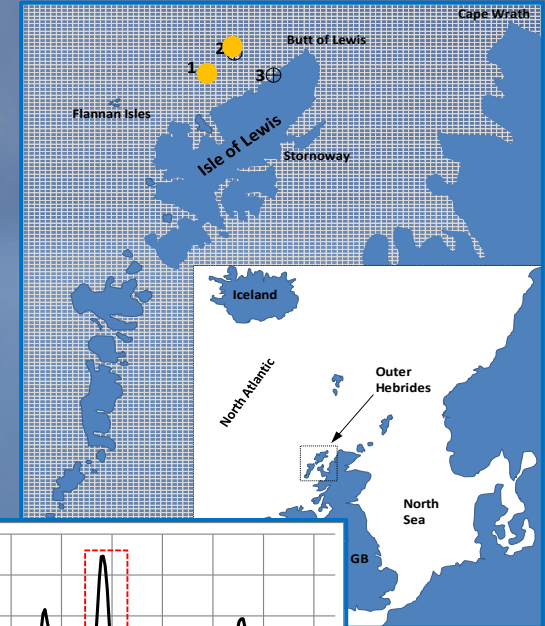 Cape Wrath
Butt of Lewis
2
1
3
Flannan Isles
Isle of Lewis
Stornoway
Iceland
North Atlantic
Outer
Hebrides
North
Sea
GB